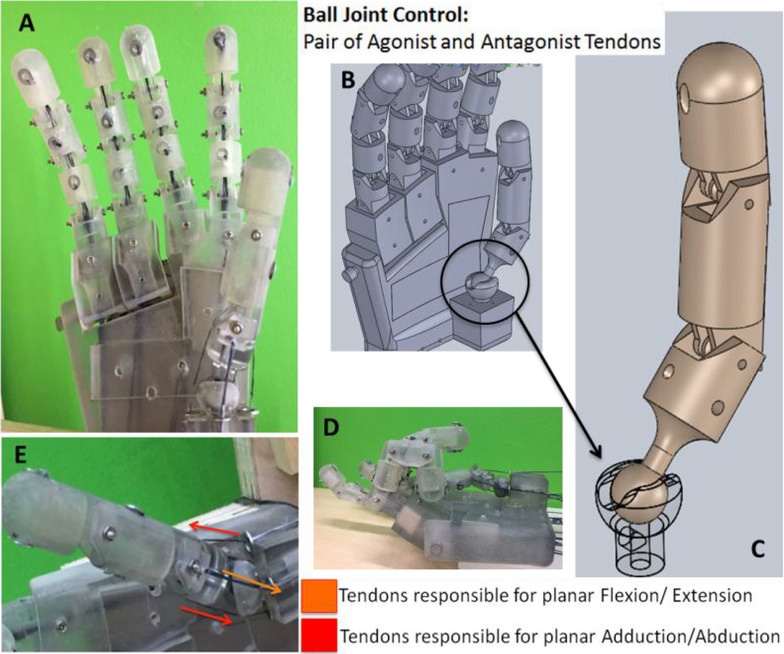 Ball Joint Control:
Pair of Agonist and Antagonist Tendons
A
B
C
D
E
Tendons responsible for planar Flexion/ Extension
Tendons responsible for planar Adduction/Abduction